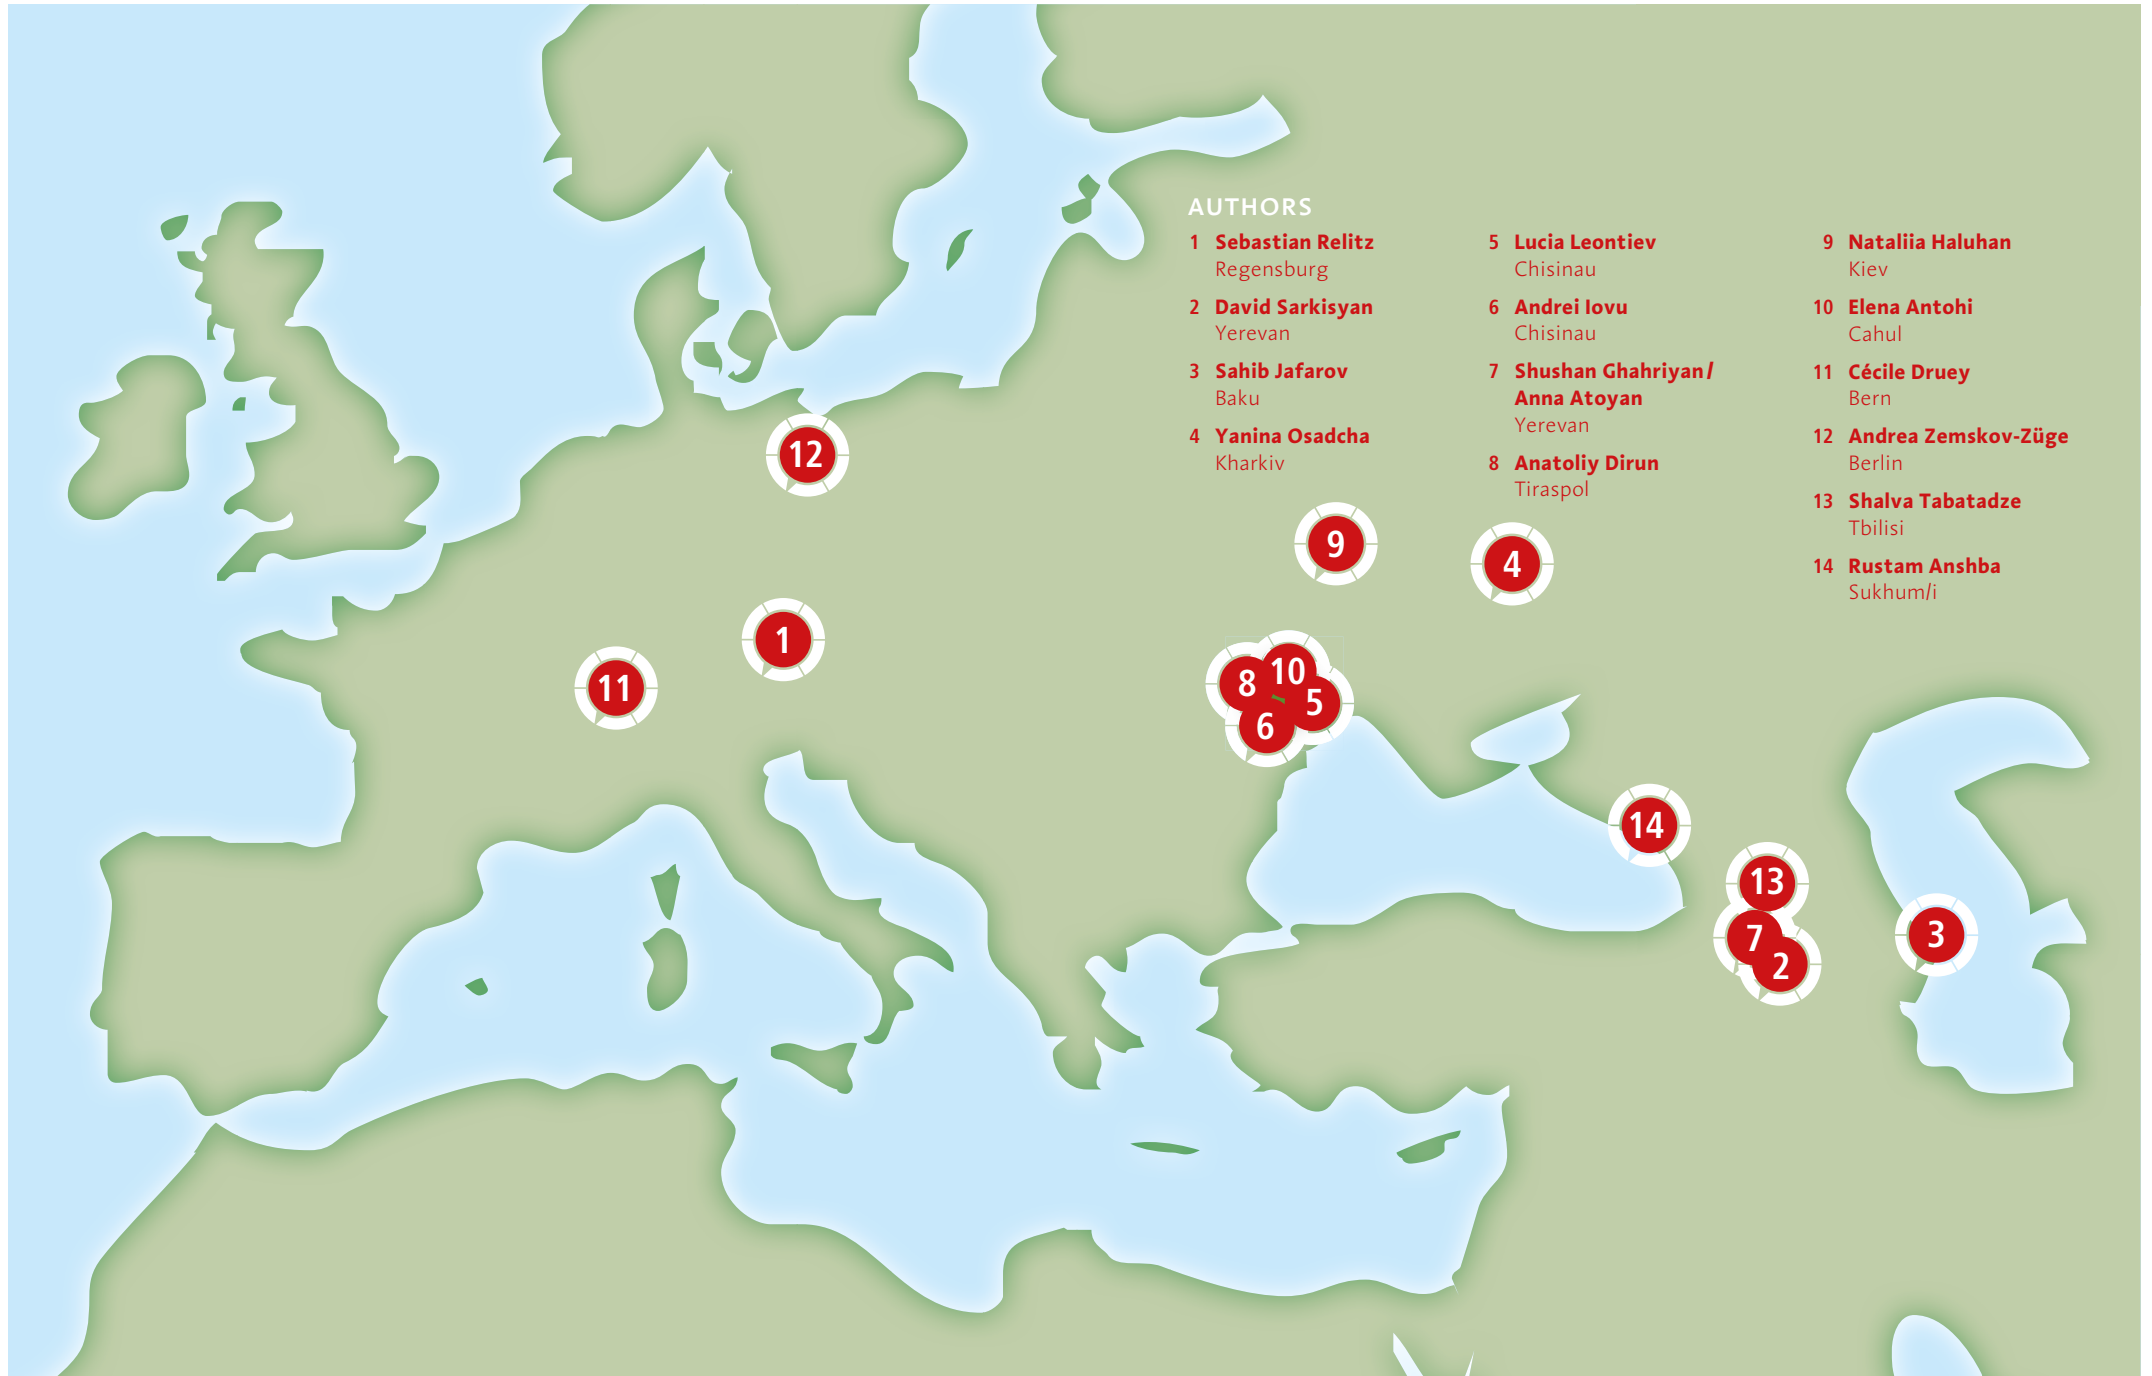 AUTHORS
1 Sebastian Relitz
Regensburg
2 David Sarkisyan
Yerevan
3 Sahib Jafarov
Baku
4 Yanina Osadcha
Kharkiv
5 Lucia Leontiev
Chisinau
6 Andrei Iovu
Chisinau
7 Shushan Ghahriyan/
Anna Atoyan
Yerevan
8 Anatoliy Dirun
Tiraspol
9 Nataliia Haluhan
Kiev
10 Elena Antohi
Cahul
11 Cécile Druey
Bern
12 Andrea Zemskov-Züge
Berlin
13 Shalva Tabatadze
Tbilisi
14 Rustam Anshba
Sukhum/i
12
9
4
1
11
10
8
5
6
14
13
7
3
2